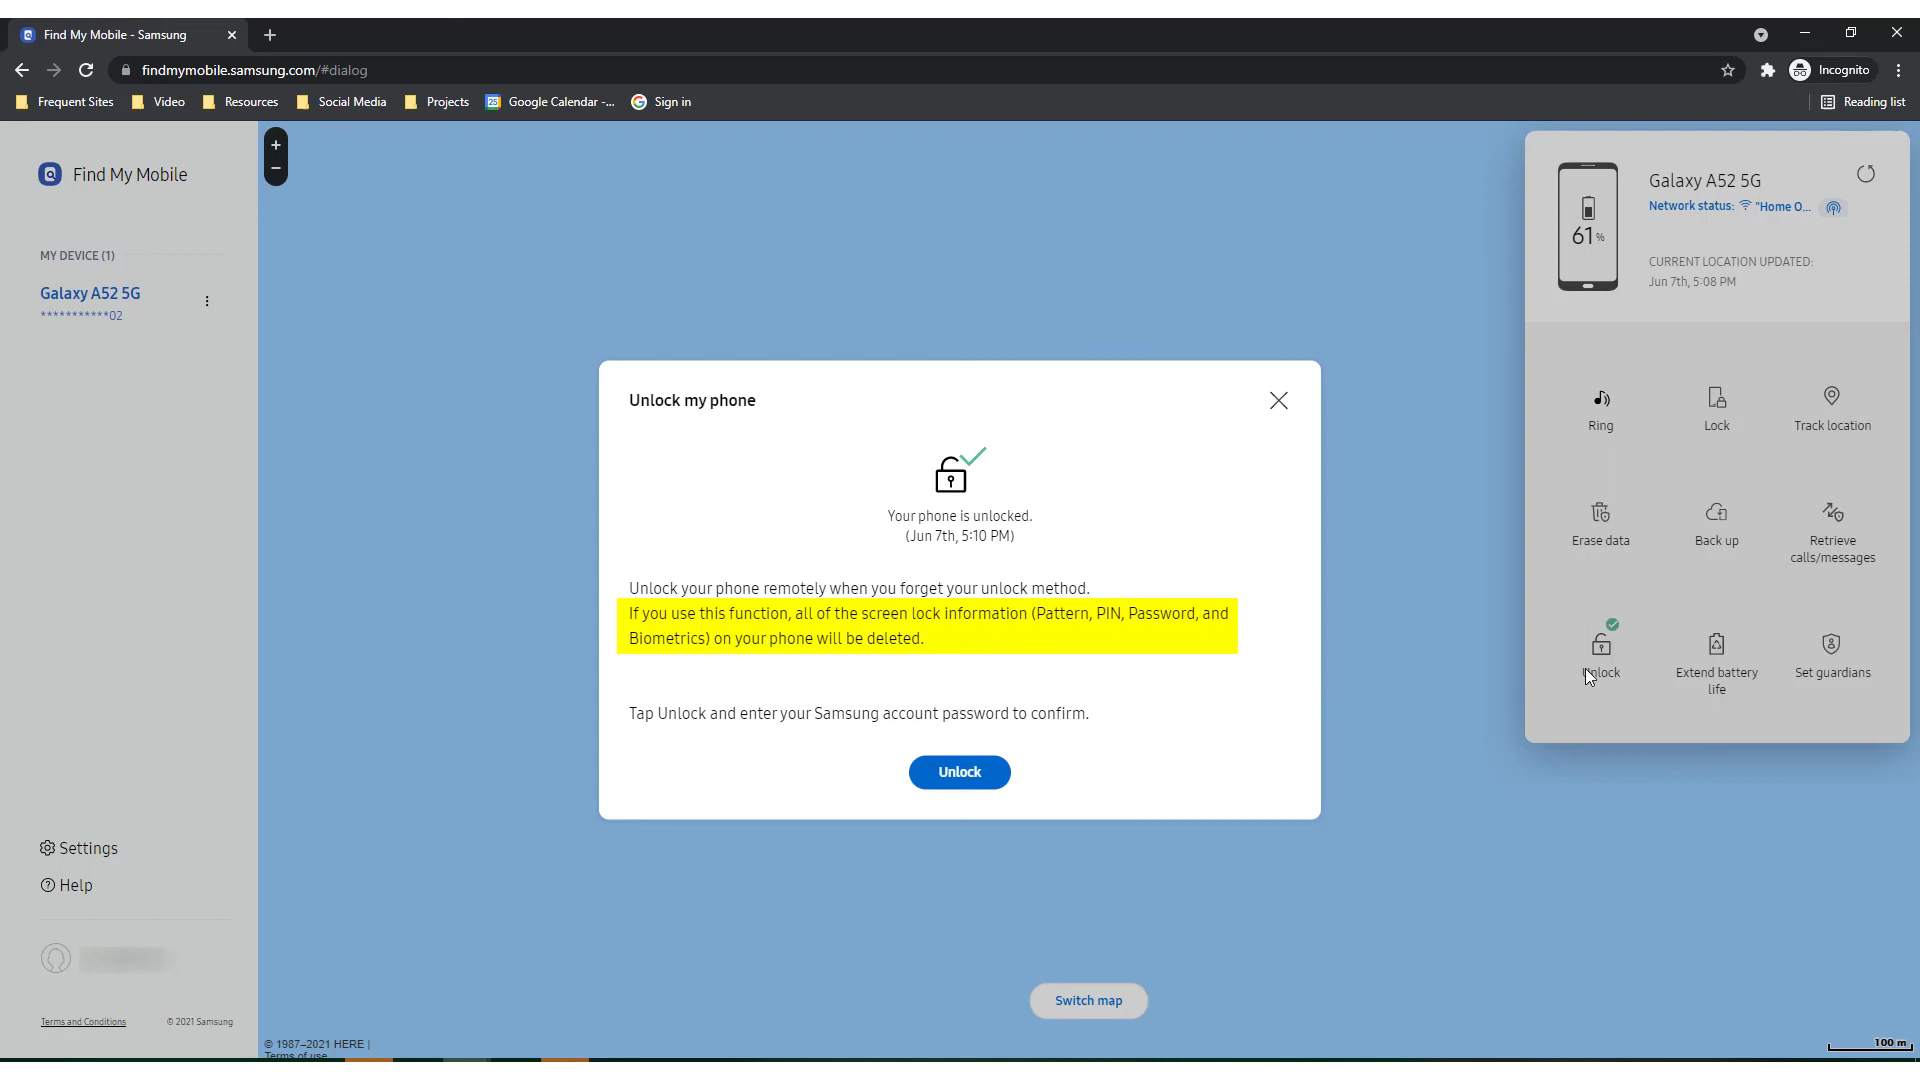 Find My Mobile - Samsung
findmymobile.samsung.com/#dialog
Incognito
Frequent Sites
Video
Resources
Social Media
Projects
25
Google Calendar -...
Sign in
Reading list
Find My Mobile
MY DEVICE (1)
Galaxy A52 5G
***********02
Settings
Help
Terms and Conditions
© 2021 Samsung
+
−
Unlock my phone
Your phone is unlocked.
(Jun 7th, 5:10 PM)
Unlock your phone remotely when you forget your unlock method.
If you use this function, all of the screen lock information (Pattern, PIN, Password, and
Biometrics) on your phone will be deleted.
Tap Unlock and enter your Samsung account password to confirm.
Unlock
Galaxy A52 5G
Network status: "Home O...
61%
CURRENT LOCATION UPDATED:
Jun 7th, 5:08 PM
Ring
Lock
Track location
Erase data
Back up
Retrieve
calls/messages
Unlock
Extend battery
life
Set guardians
Switch map
© 1987–2021 HERE |
Terms of use
100 m